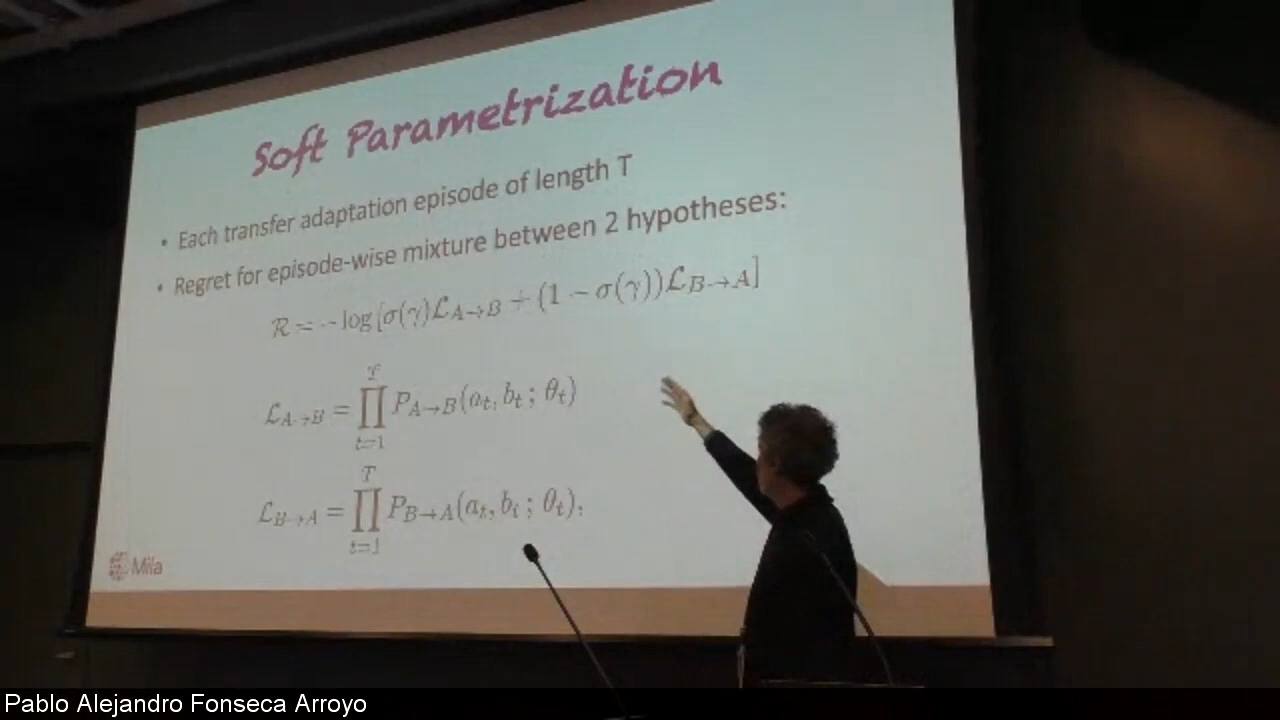 Soft Parametrization
• Each transfer adaptation episode of length T
• Regret for episode-wise mixture between 2 hypotheses:
R = − log[σ(γ)L_{A→B} + (1 − σ(γ))L_{B→A}]
L_{A→B} = ∏_{t=1}^{T} P_{A→B}(a_t, b_t ; θ_t)
L_{B→A} = ∏_{t=1}^{T} P_{B→A}(a_t, b_t ; θ_t),
Mila
Pablo Alejandro Fonseca Arroyo